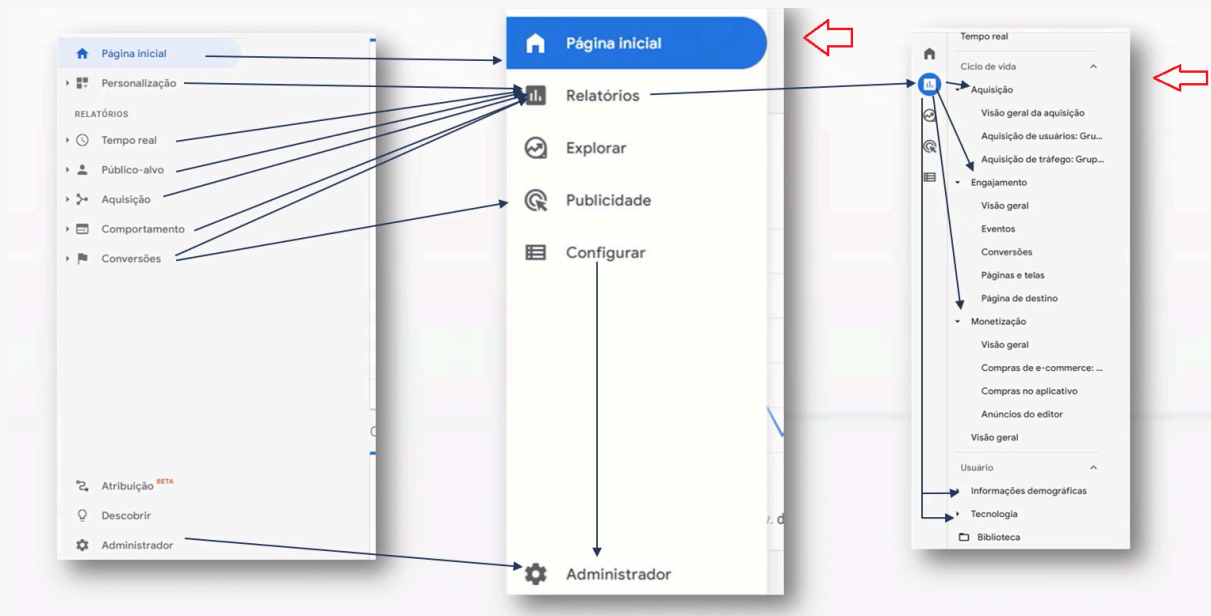 Página inicial
Personalização
RELATÓRIOS
Tempo real
Público-alvo
Aquisição
Comportamento
Conversões
Atribuição BETA
Descobrir
Administrador
Página inicial
Relatórios
Explorar
Publicidade
Configurar
Administrador
Tempo real
Ciclo de vida
Aquisição
Visão geral da aquisição
Aquisição de usuários: Gru...
Aquisição de tráfego: Grup...
Engajamento
Visão geral
Eventos
Conversões
Páginas e telas
Página de destino
Monetização
Visão geral
Compras de e-commerce: ...
Compras no aplicativo
Anúncios do editor
Visão geral
Usuário
Informações demográficas
Tecnologia
Biblioteca